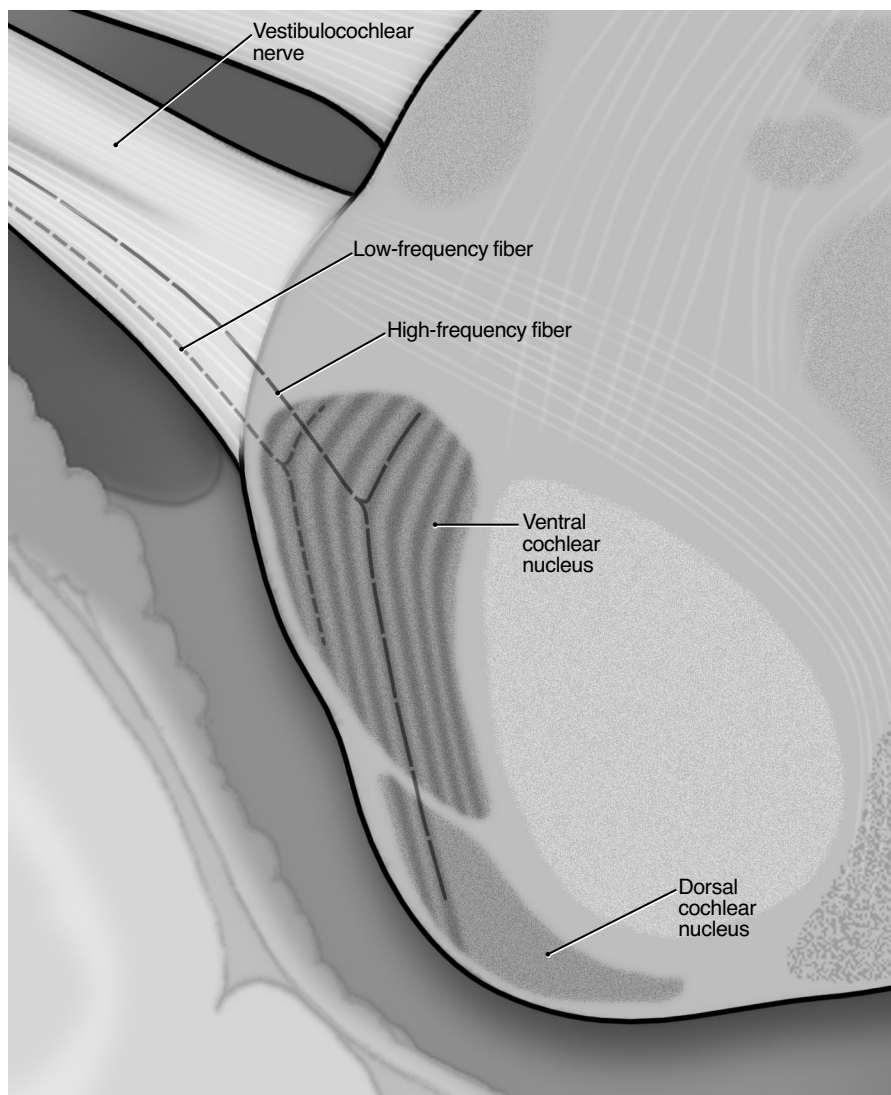 Vestibulocochlear
nerve
Low-frequency fiber
High-frequency fiber
Ventral
cochlear
nucleus
Dorsal
cochlear
nucleus